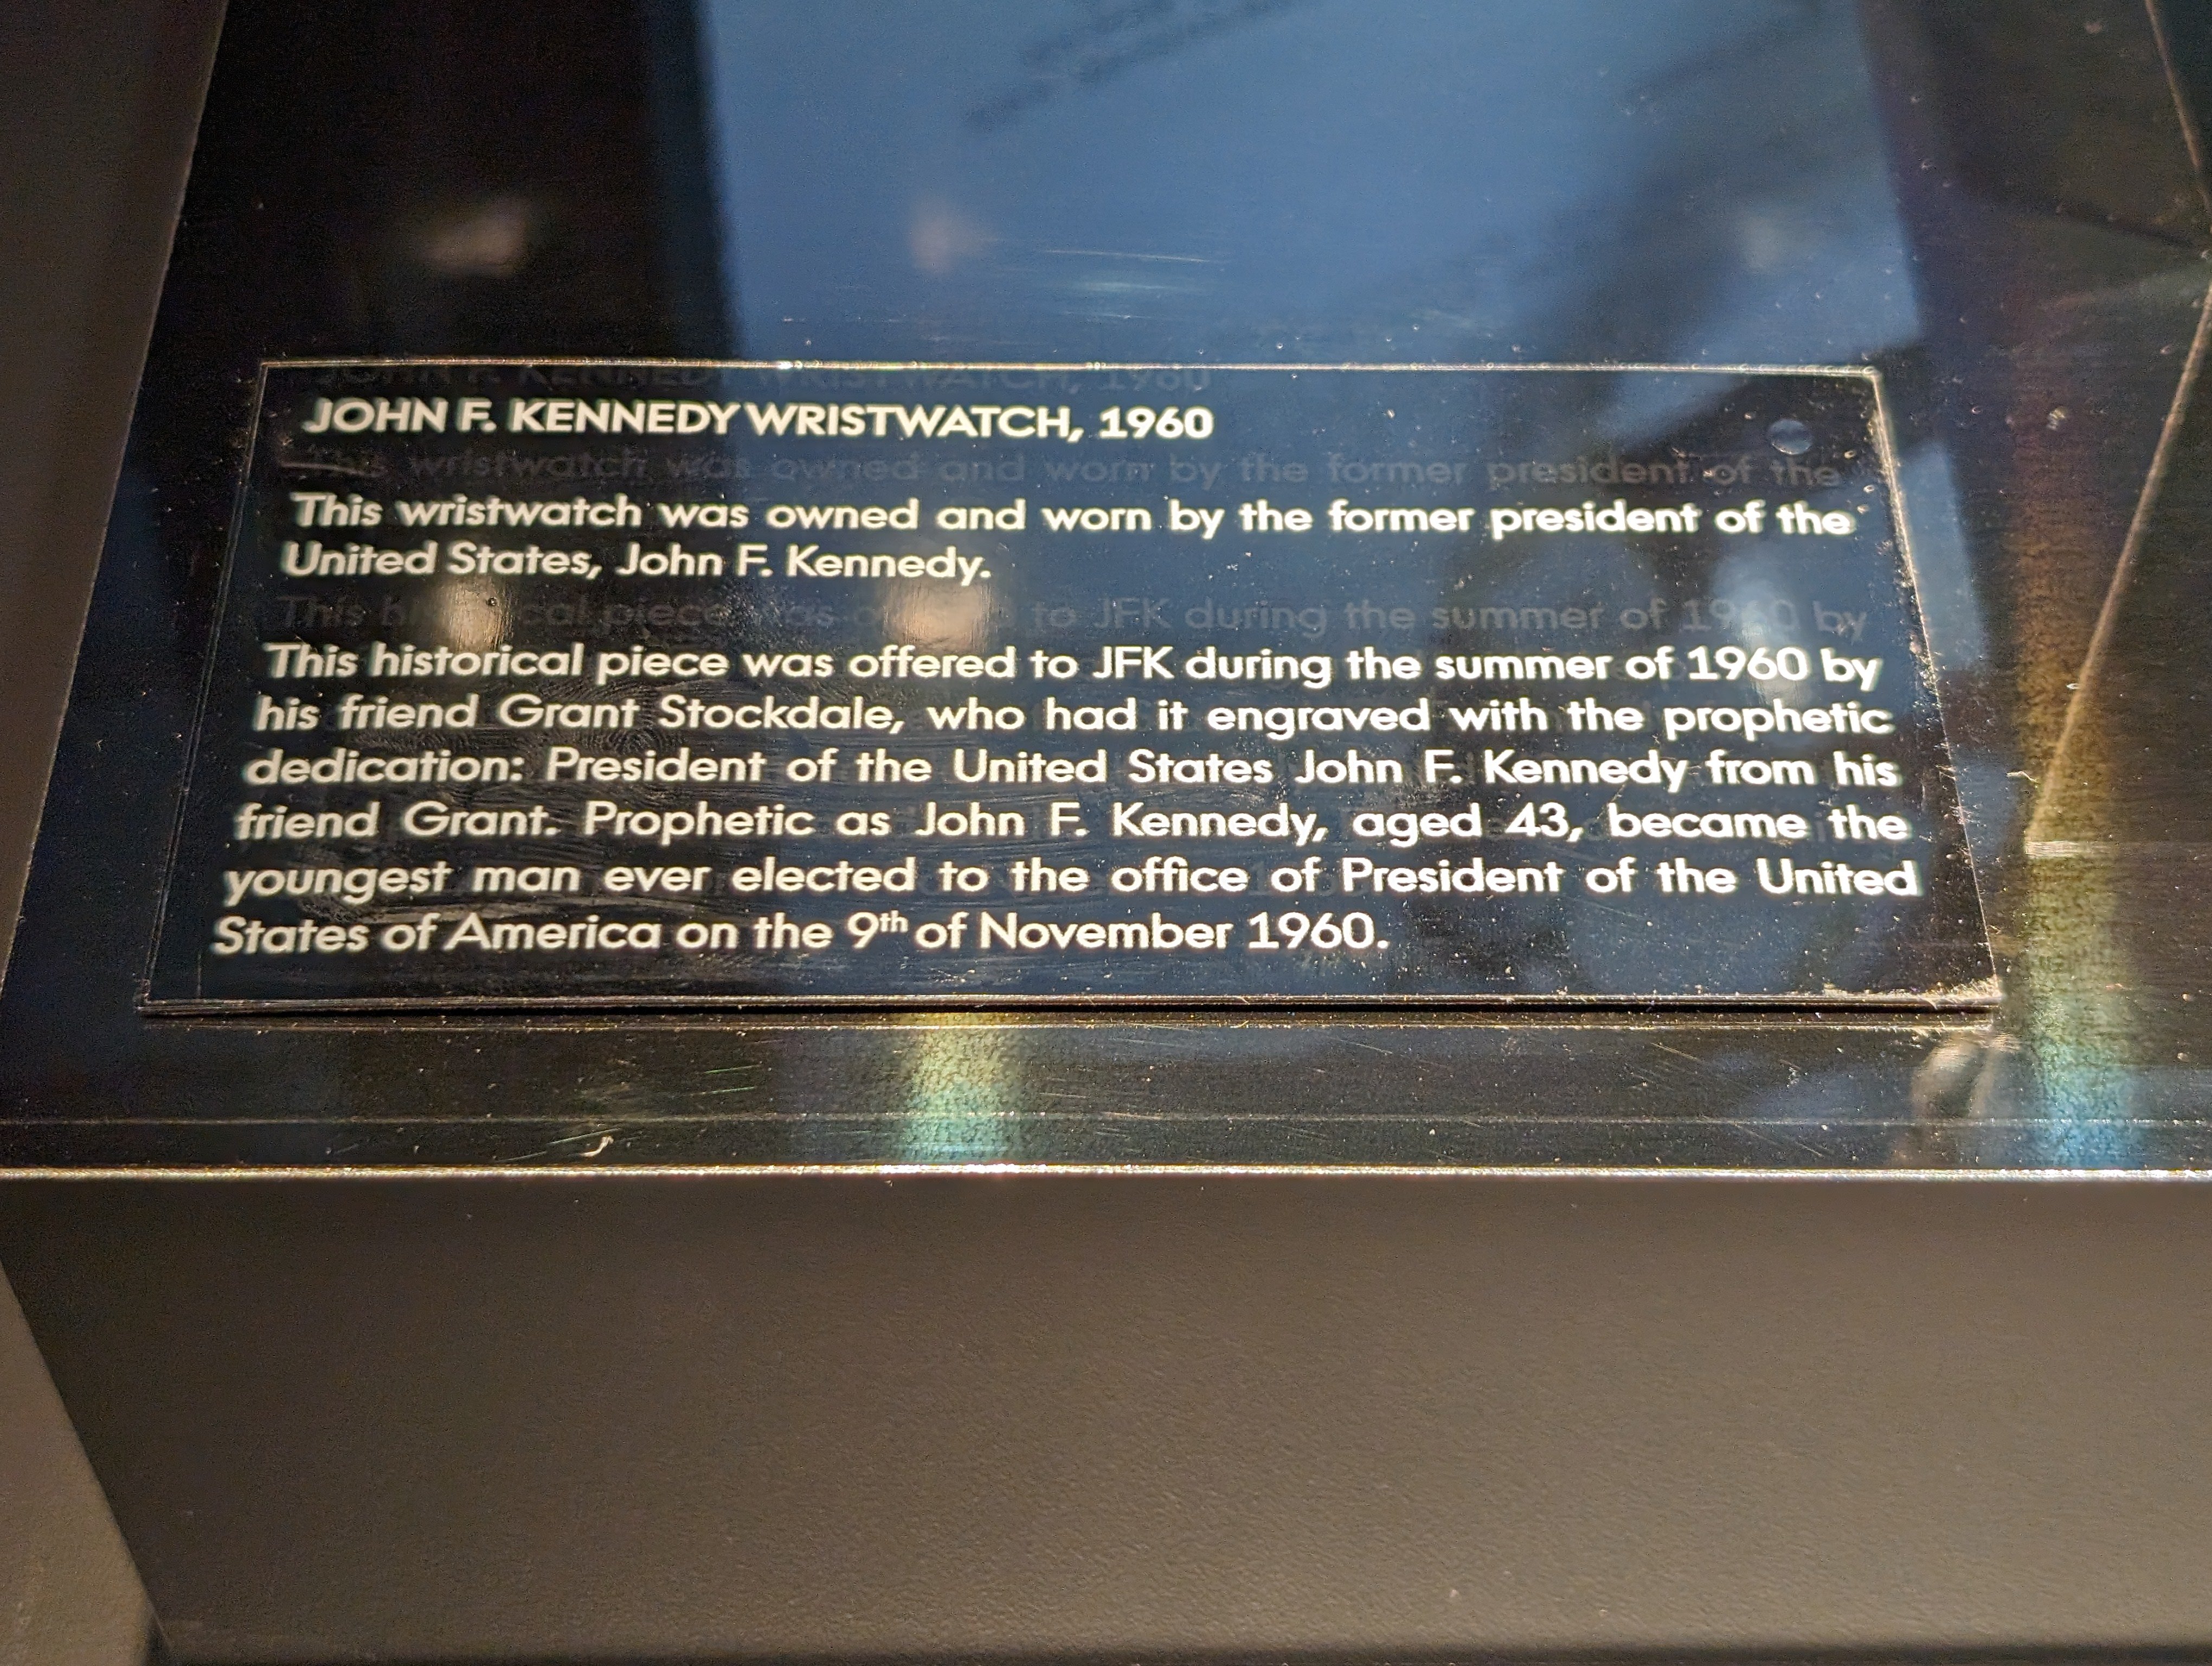 JOHN F. KENNEDY WRISTWATCH, 1960
This wristwatch was owned and worn by the former president of the
United States, John F. Kennedy.
This historical piece was offered to JFK during the summer of 1960 by
his friend Grant Stockdale, who had it engraved with the prophetic
dedication: President of the United States John F. Kennedy from his
friend Grant. Prophetic as John F. Kennedy, aged 43, became the
youngest man ever elected to the office of President of the United
States of America on the 9th of November 1960.